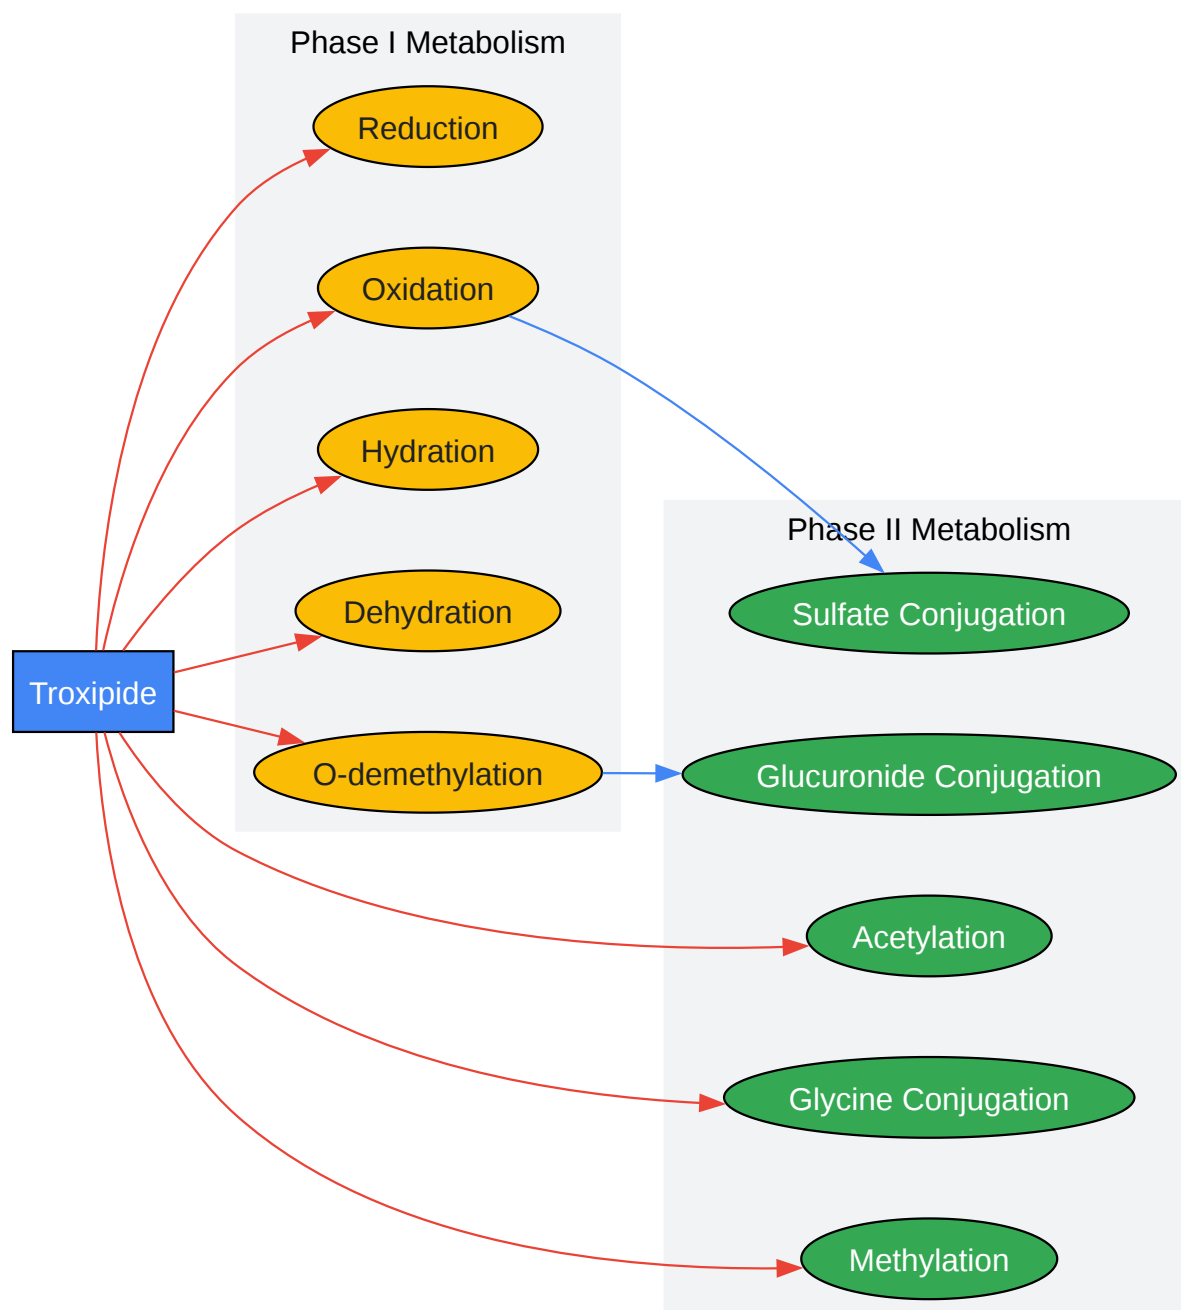 Phase I Metabolism
Reduction
Oxidation
Hydration
Dehydration
O-demethylation
Troxipide
Phase II Metabolism
Sulfate Conjugation
Glucuronide Conjugation
Acetylation
Glycine Conjugation
Methylation